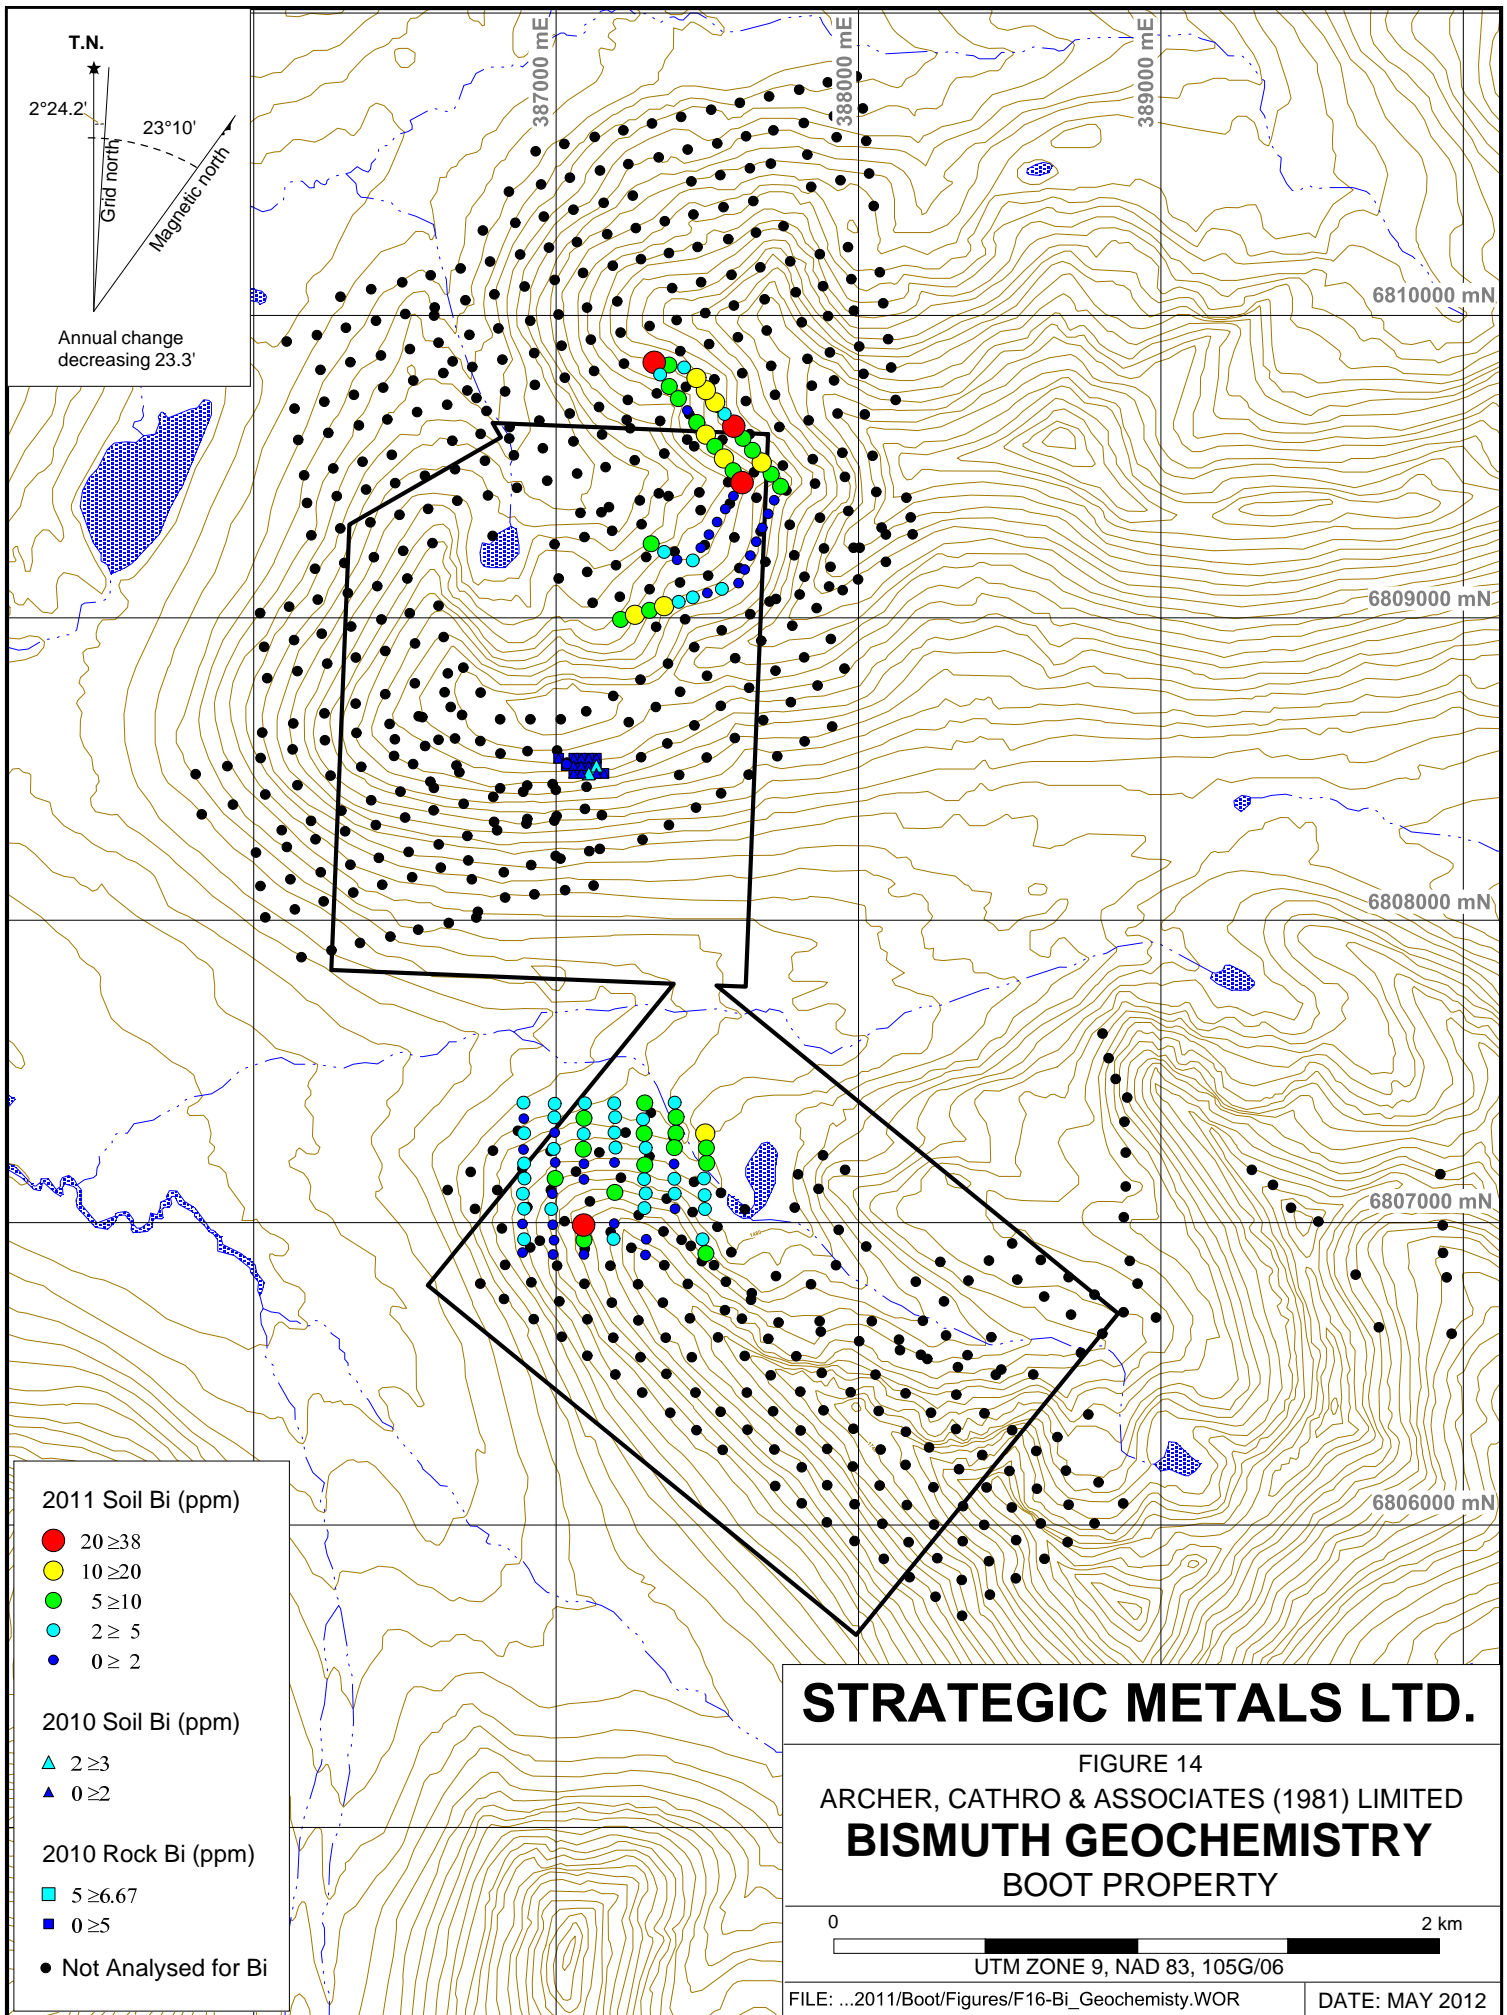 T.N.
2°24.2'
23°10'
Grid north
Magnetic north
Annual change
decreasing 23.3'
387000 mE
388000 mE
389000 mE
6810000 mN
6809000 mN
6808000 mN
6807000 mN
6806000 mN
2011 Soil Bi (ppm)
20 ≥38
10 ≥20
5 ≥10
2 ≥ 5
0 ≥ 2
2010 Soil Bi (ppm)
2 ≥3
0 ≥2
2010 Rock Bi (ppm)
5 ≥6.67
0 ≥5
Not Analysed for Bi
STRATEGIC METALS LTD.
FIGURE 14
ARCHER, CATHRO & ASSOCIATES (1981) LIMITED
BISMUTH GEOCHEMISTRY
BOOT PROPERTY
0 2 km
UTM ZONE 9, NAD 83, 105G/06
FILE: ...2011/Boot/Figures/F16-Bi_Geochemisty.WOR
DATE: MAY 2012